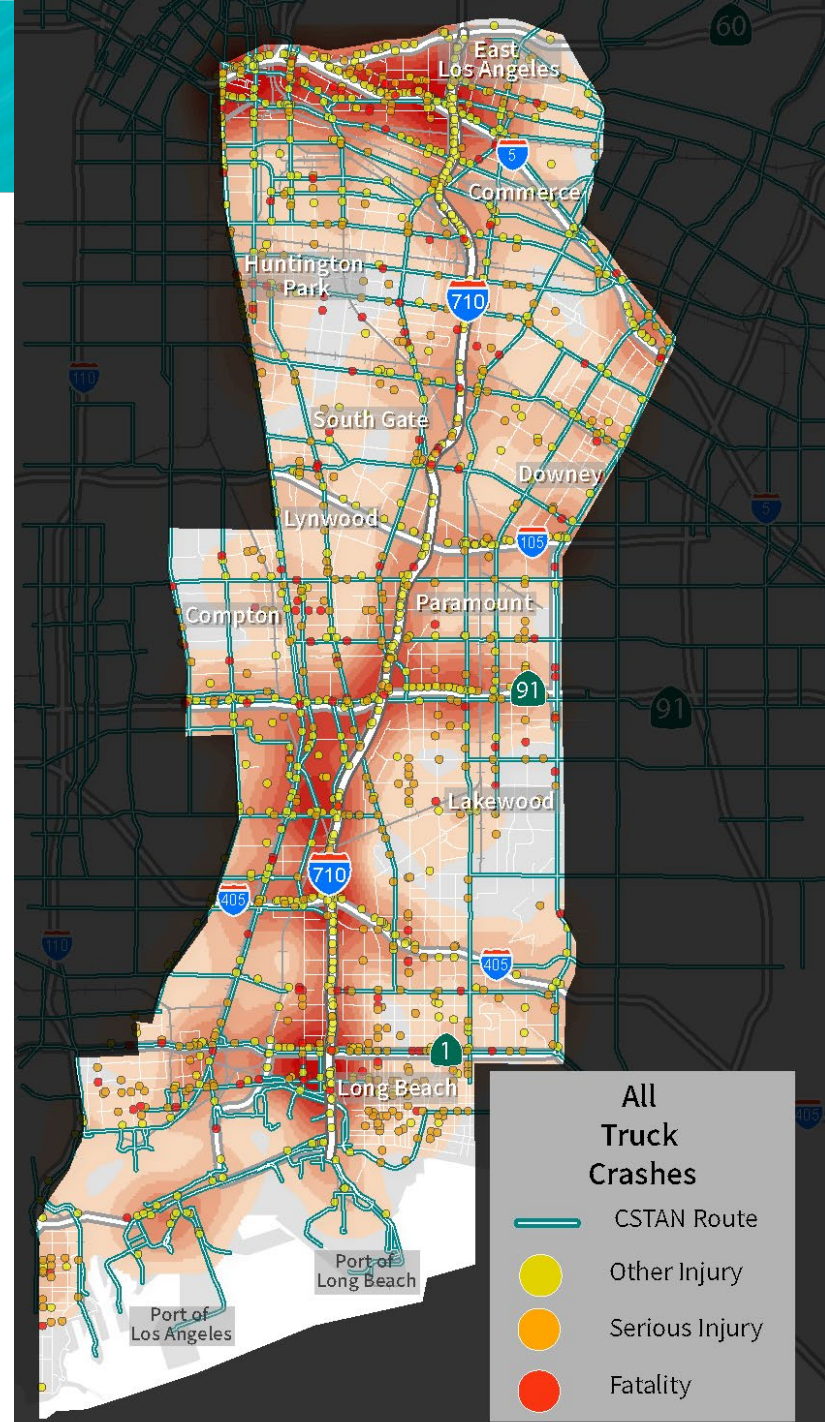 60
East
Los Angeles
5
Commerce
Huntington
Park
710
110
South Gate
Downey
5
Lynwood
105
Compton
Paramount
91
91
Lakewood
710
405
110
405
1
Long Beach
405
Port of
Long Beach
Port of
Los Angeles
All
Truck
Crashes
CSTAN Route
Other Injury
Serious Injury
Fatality